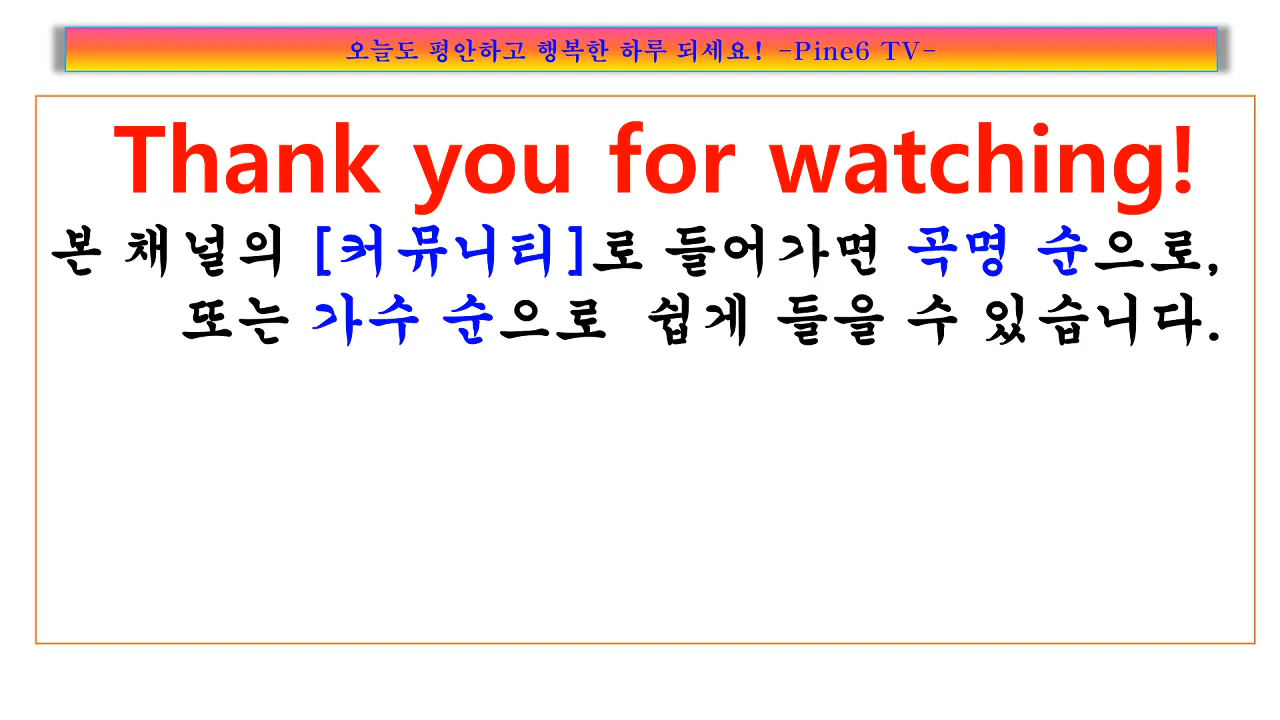 오늘도 평안하고 행복한 하루 되세요! -Pine6 TV-
Thank you for watching!
본 채널의 [커뮤니티]로 들어가면 곡명 순으로,
또는 가수 순으로 쉽게 들을 수 있습니다.